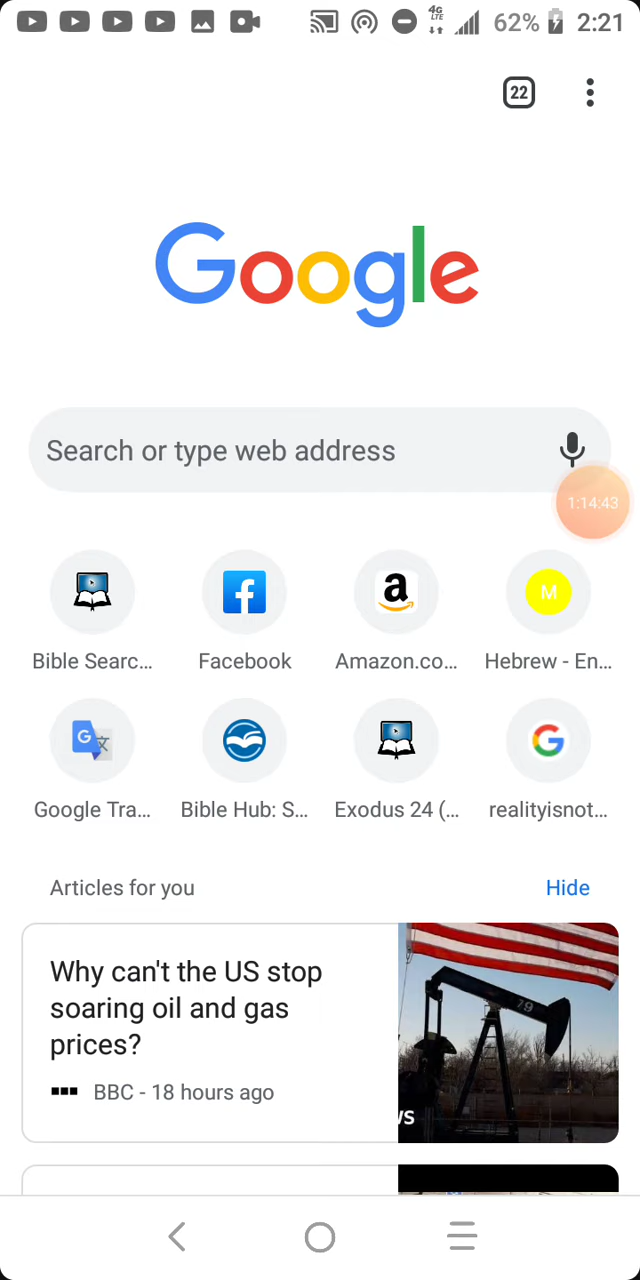 4G
LTE
62%
2:21
22
Google
Search or type web address
1:14:43
M
Bible Searc...
Facebook
Amazon.co...
Hebrew - En...
Google Tra...
Bible Hub: S...
Exodus 24 (...
realityisnot...
Articles for you
Hide
Why can't the US stop
soaring oil and gas
prices?
BBC - 18 hours ago
79